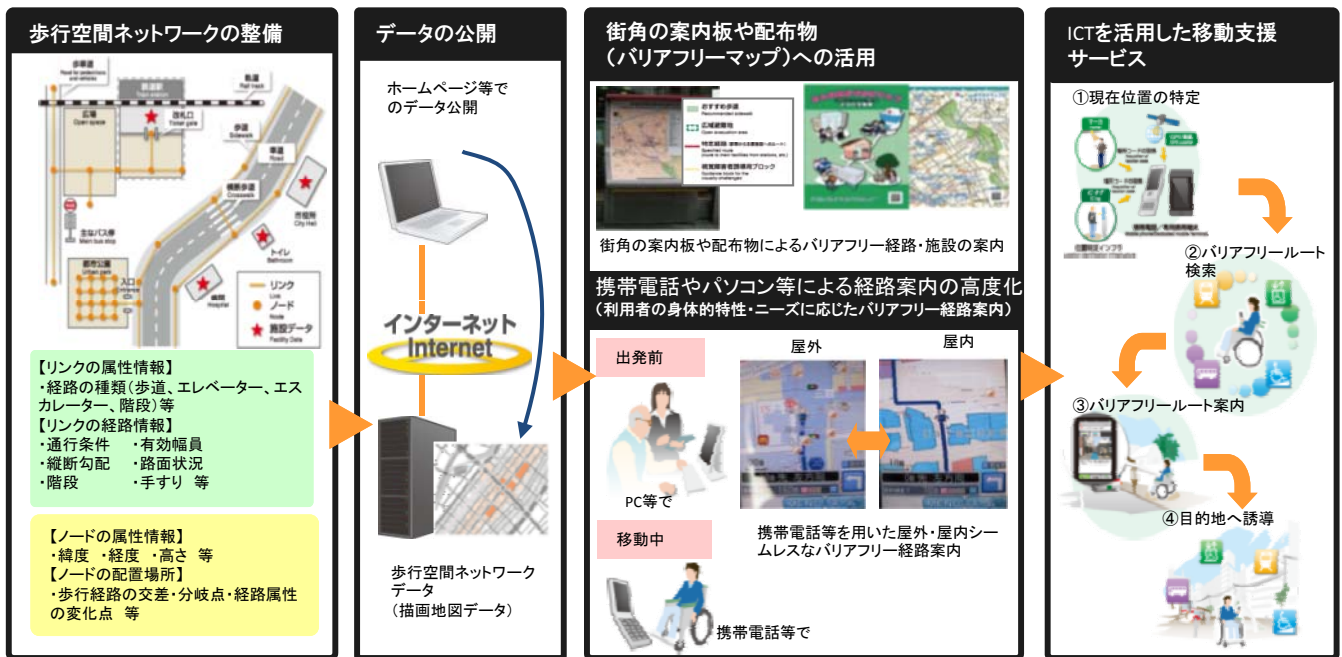 歩行空間ネットワークの整備
歩車道
軌道
Rail track
鉄道駅
Train station
広場
Open space
改札口
Ticket gate
歩道
Sidewalk
車道
Road
横断歩道
Crosswalk
市役所
City Hall
主なバス停
Main bus stop
トイレ
Bathroom
都市公園
Urban park
入口
Entrance
病院
Hospital
リンク
Link
ノード
Node
施設データ
Facility Data
【リンクの属性情報】
・経路の種類(歩道、エレベーター、エス
カレーター、階段)等
【リンクの経路情報】
・通行条件 ・有効幅員
・縦断勾配 ・路面状況
・階段 ・手すり 等
【ノードの属性情報】
・緯度 ・経度 ・高さ 等
【ノードの配置場所】
・歩行経路の交差・分岐点・経路属性
の変化点 等
データの公開
ホームページ等で
のデータ公開
インターネット
Internet
歩行空間ネットワーク
データ
(描画地図データ)
街角の案内板や配布物
(バリアフリーマップ)への活用
おすすめ歩道
Recommended sidewalk
広域避難地
Open evacuation area
特定経路
視覚障害者誘導用ブロック
街角の案内板や配布物によるバリアフリー経路・施設の案内
携帯電話やパソコン等による経路案内の高度化
(利用者の身体的特性・ニーズに応じたバリアフリー経路案内)
出発前
PC等で
移動中
携帯電話等で
屋外
屋内
携帯電話等を用いた屋外・屋内シー
ムレスなバリアフリー経路案内
ICTを活用した移動支援
サービス
①現在位置の特定
②バリアフリールート
検索
③バリアフリールート案内
④目的地へ誘導